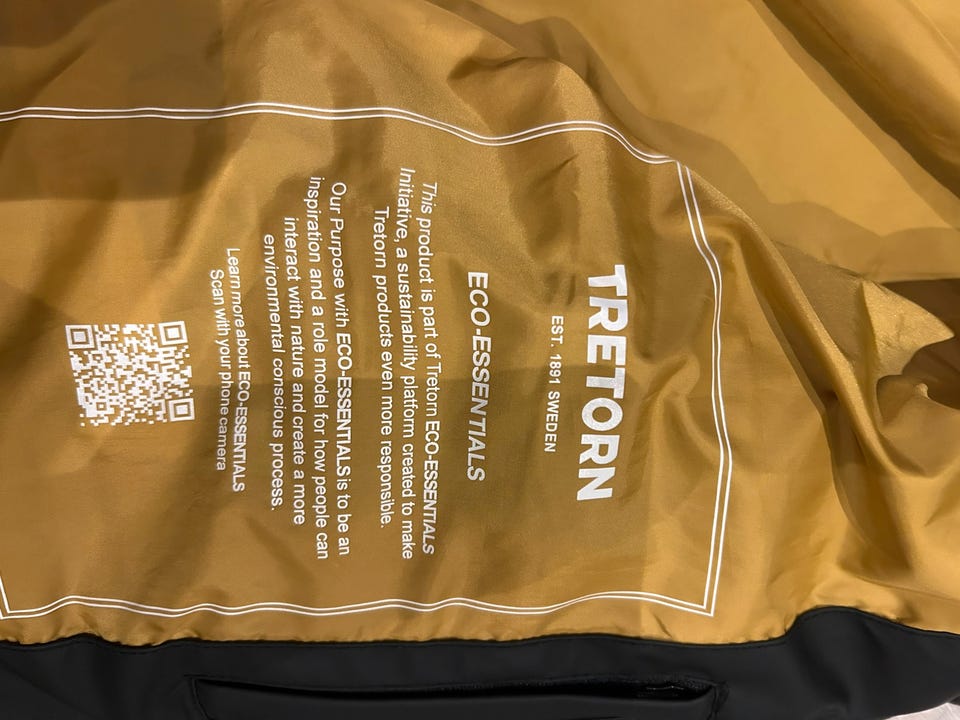 TRETORN
EST. 1891 SWEDEN
ECO-ESSENTIALS
This product is part of Tretorn ECO-ESSENTIALS
Initiative, a sustainability platform created to make
Tretorn products even more responsible.
Our Purpose with ECO-ESSENTIALS is to be an
inspiration and a role model for how people can
interact with nature and create a more
environmental conscious process.
Learn more about ECO-ESSENTIALS
Scan with your phone camera